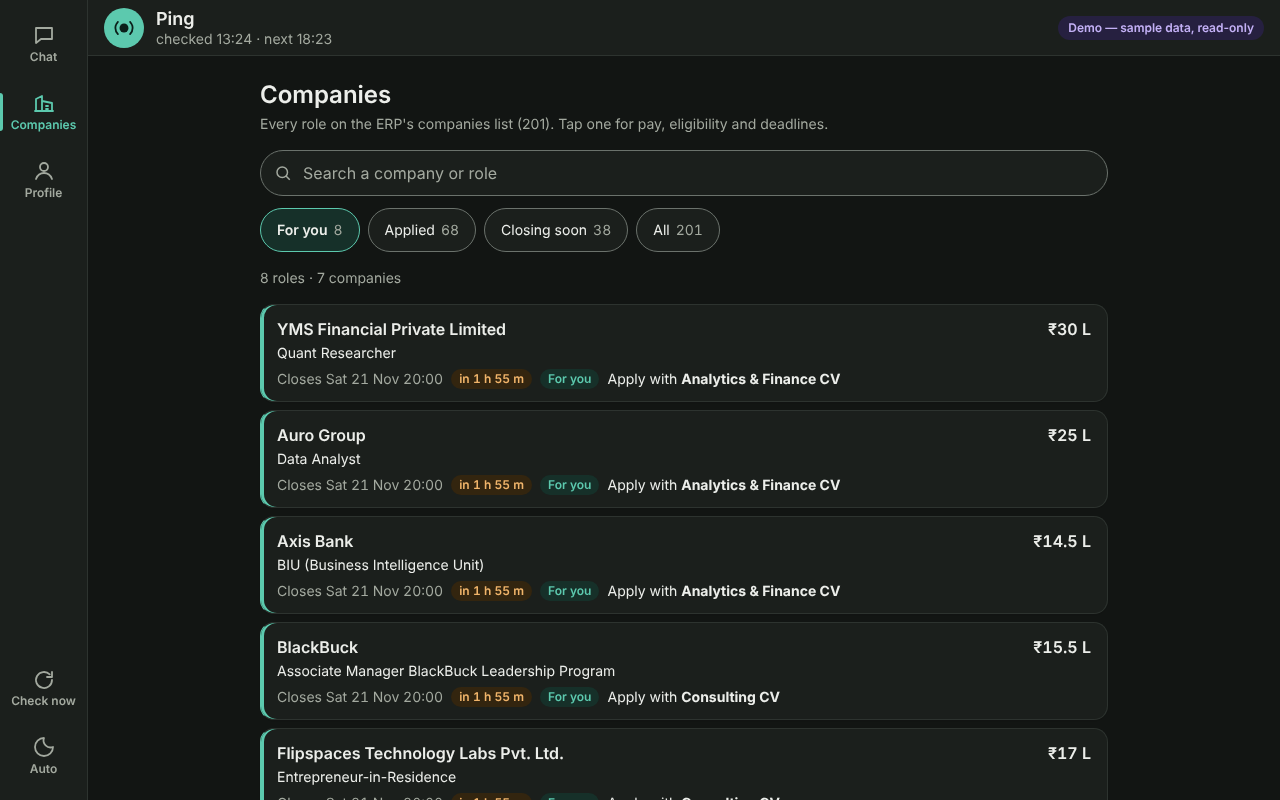 Ping
checked 13:24 · next 18:23
Demo — sample data, read-only
Chat
Companies
Profile
Check now
Auto
Companies
Every role on the ERP's companies list (201). Tap one for pay, eligibility and deadlines.
Search a company or role
For you 8
Applied 68
Closing soon 38
All 201
8 roles · 7 companies
YMS Financial Private Limited ₹30 L
Quant Researcher
Closes Sat 21 Nov 20:00 in 1 h 55 m For you Apply with Analytics & Finance CV
Auro Group ₹25 L
Data Analyst
Closes Sat 21 Nov 20:00 in 1 h 55 m For you Apply with Analytics & Finance CV
Axis Bank ₹14.5 L
BIU (Business Intelligence Unit)
Closes Sat 21 Nov 20:00 in 1 h 55 m For you Apply with Analytics & Finance CV
BlackBuck ₹15.5 L
Associate Manager BlackBuck Leadership Program
Closes Sat 21 Nov 20:00 in 1 h 55 m For you Apply with Consulting CV
Flipspaces Technology Labs Pvt. Ltd. ₹17 L
Entrepreneur-in-Residence